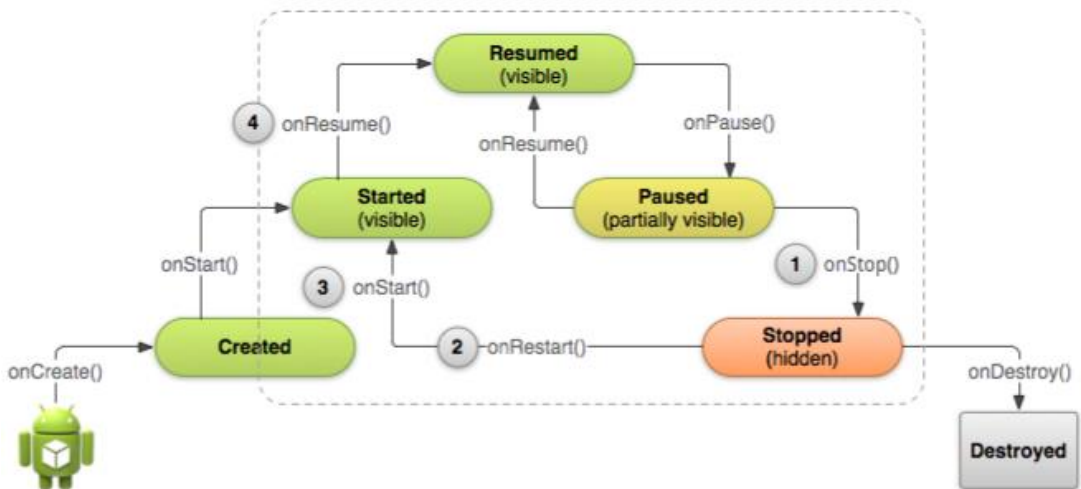 Resumed
(visible)
4
onResume()
onResume()
onPause()
Started
(visible)
Paused
(partially visible)
onStart()
3
onStart()
1
onStop()
Created
2
onRestart()
Stopped
(hidden)
onCreate()
onDestroy()
Destroyed